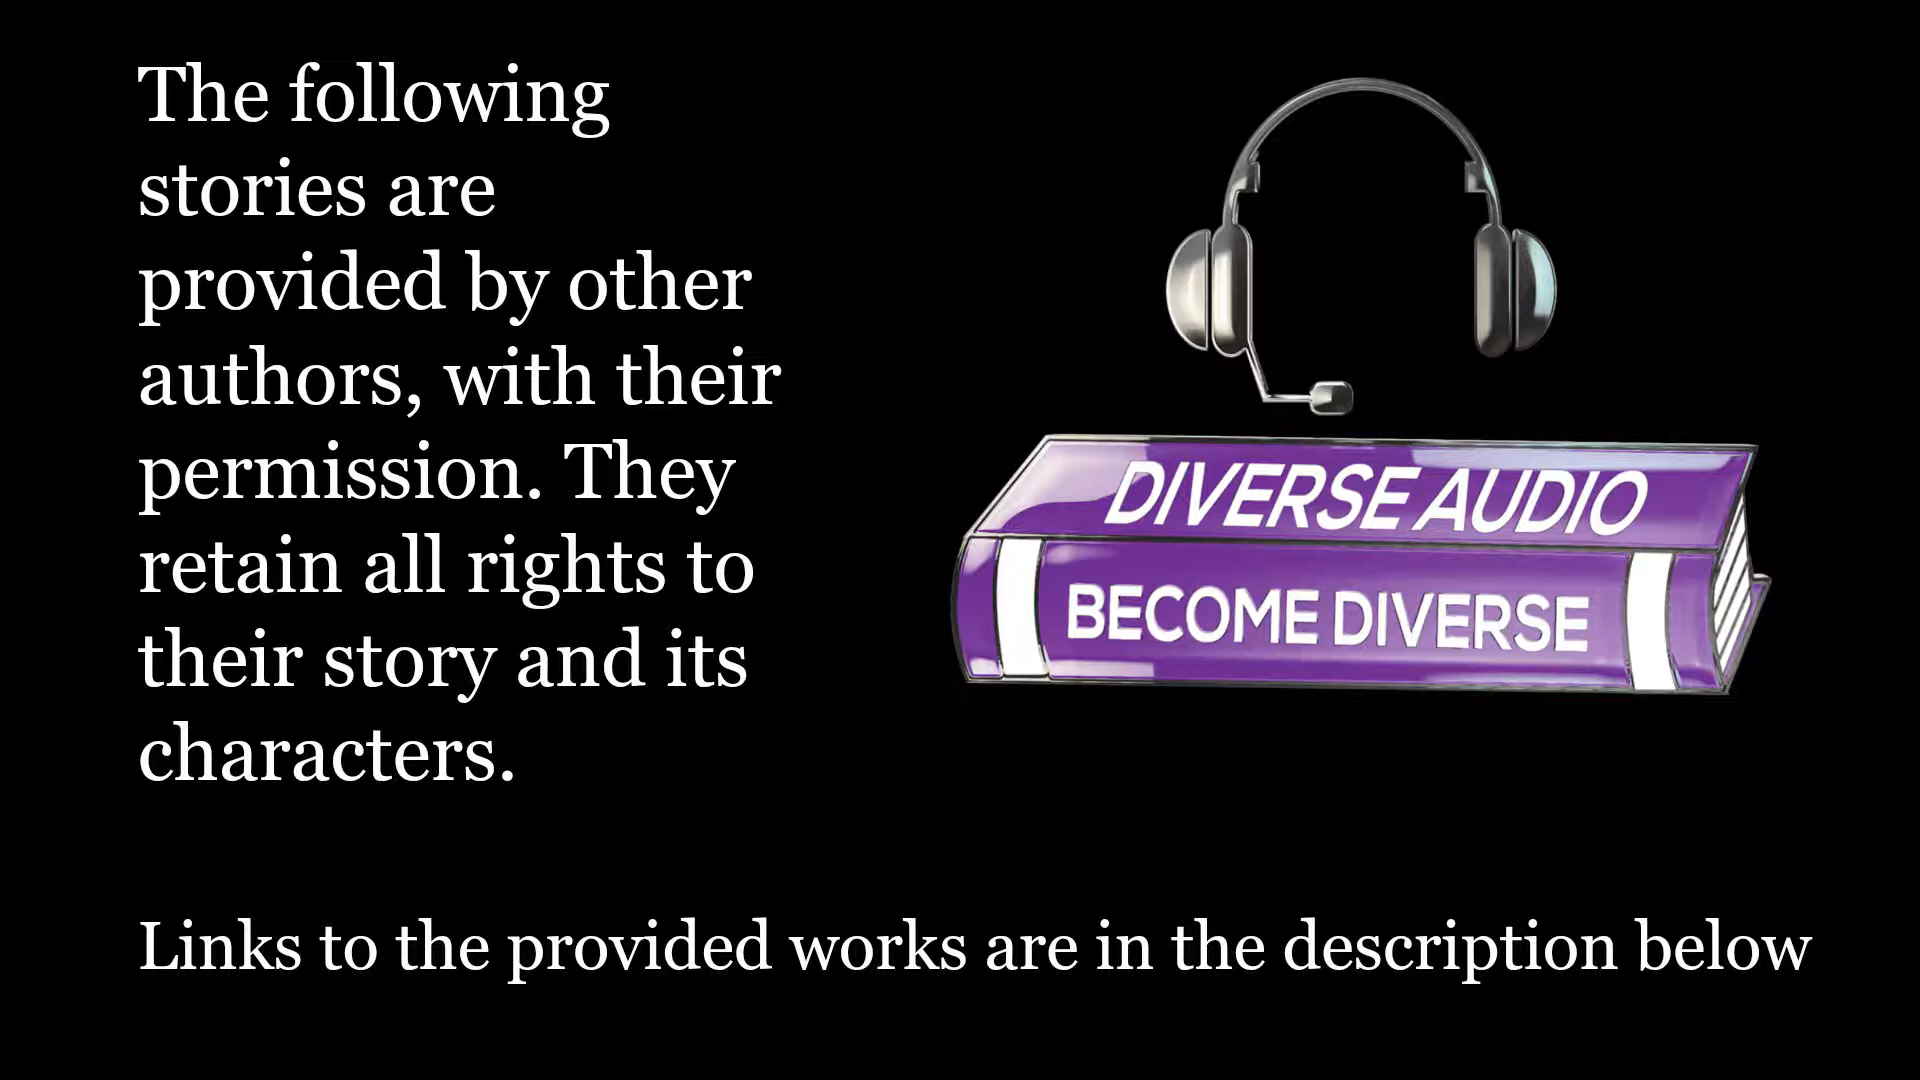 The following
stories are
provided by other
authors, with their
permission. They
retain all rights to
their story and its
characters.
DIVERSE AUDIO
BECOME DIVERSE
Links to the provided works are in the description below